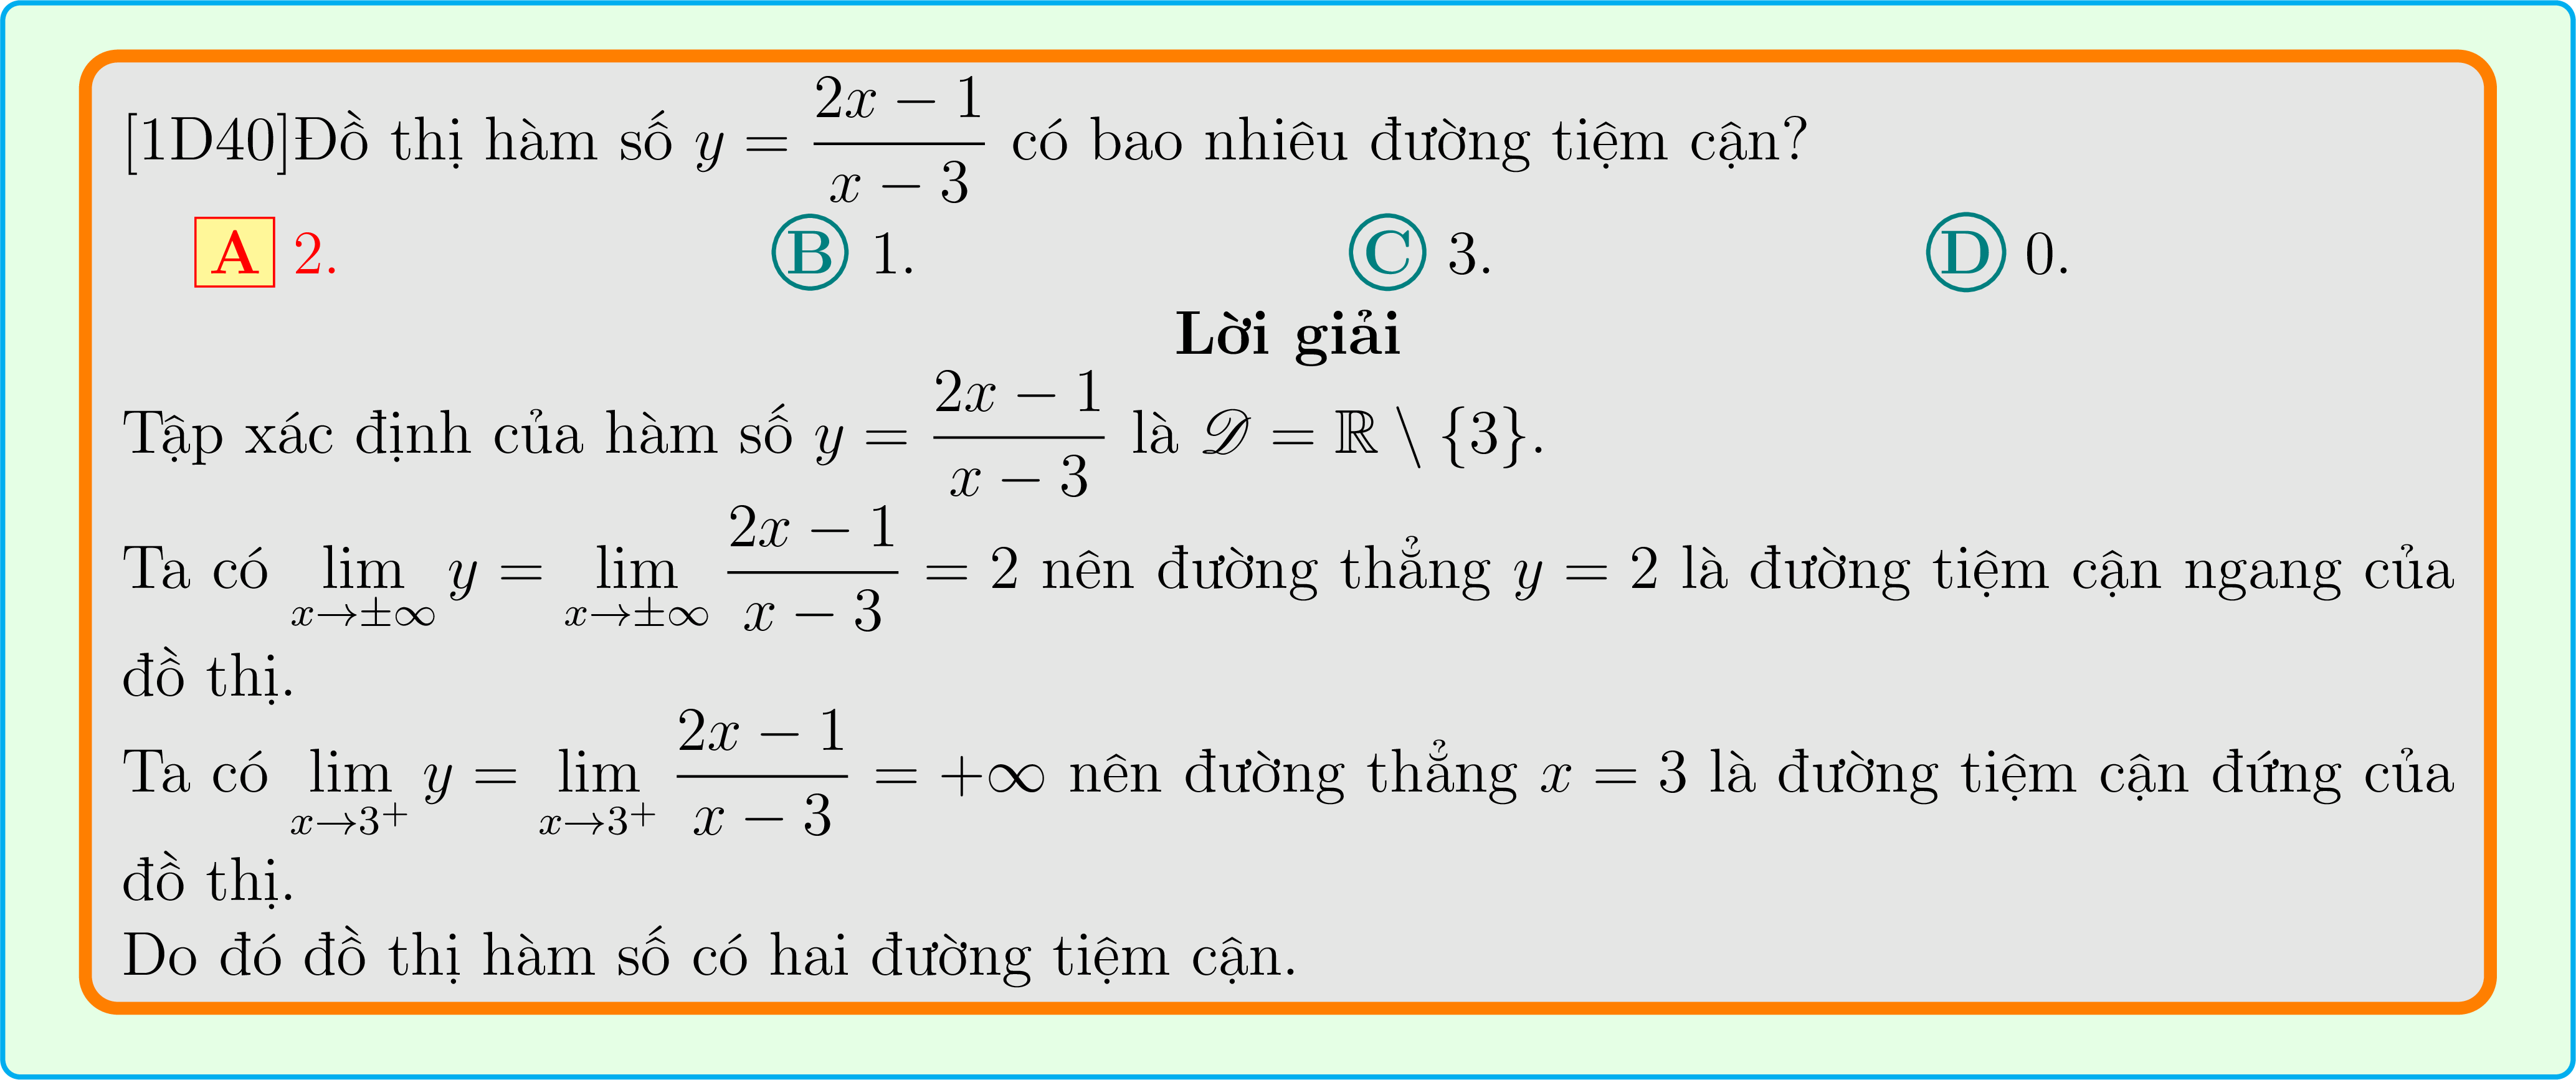 [1D40]Đồ thị hàm số $y = \dfrac{2x-1}{x-3}$ có bao nhiêu đường tiệm cận?
A 2. B 1. C 3. D 0.
Lời giải
Tập xác định của hàm số $y = \dfrac{2x-1}{x-3}$ là $\mathscr{D} = \mathbb{R} \setminus \{3\}$.
Ta có $\lim\limits_{x \to \pm\infty} y = \lim\limits_{x \to \pm\infty} \dfrac{2x-1}{x-3} = 2$ nên đường thẳng $y = 2$ là đường tiệm cận ngang của
đồ thị.
Ta có $\lim\limits_{x \to 3^+} y = \lim\limits_{x \to 3^+} \dfrac{2x-1}{x-3} = +\infty$ nên đường thẳng $x = 3$ là đường tiệm cận đứng của
đồ thị.
Do đó đồ thị hàm số có hai đường tiệm cận.